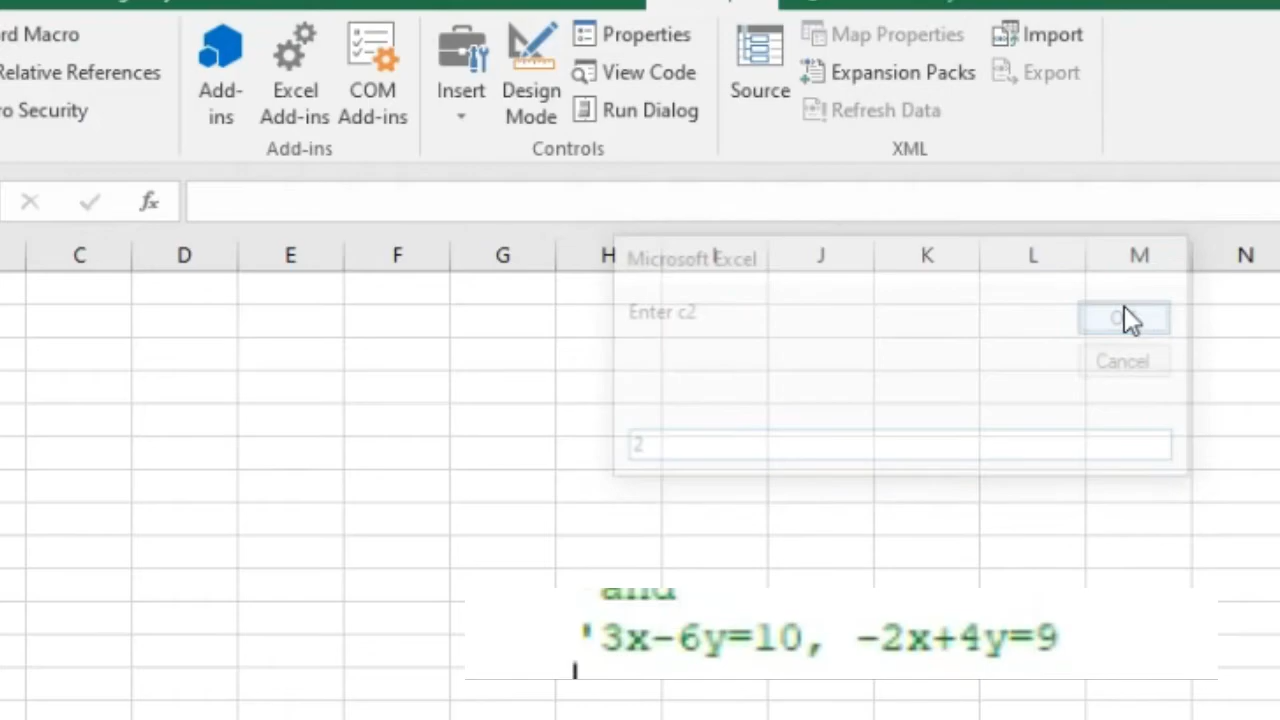 rd Macro
Relative References
ro Security
Add-
ins
Excel
Add-ins
COM
Add-ins
Add-ins
Insert
Design
Mode
Properties
View Code
Run Dialog
Controls
Source
Map Properties
Expansion Packs
Refresh Data
Import
Export
XML
fx
C D E F G H I J K L M N
Microsoft Excel
Enter c2
Cancel
2
and
'3x-6y=10, -2x+4y=9